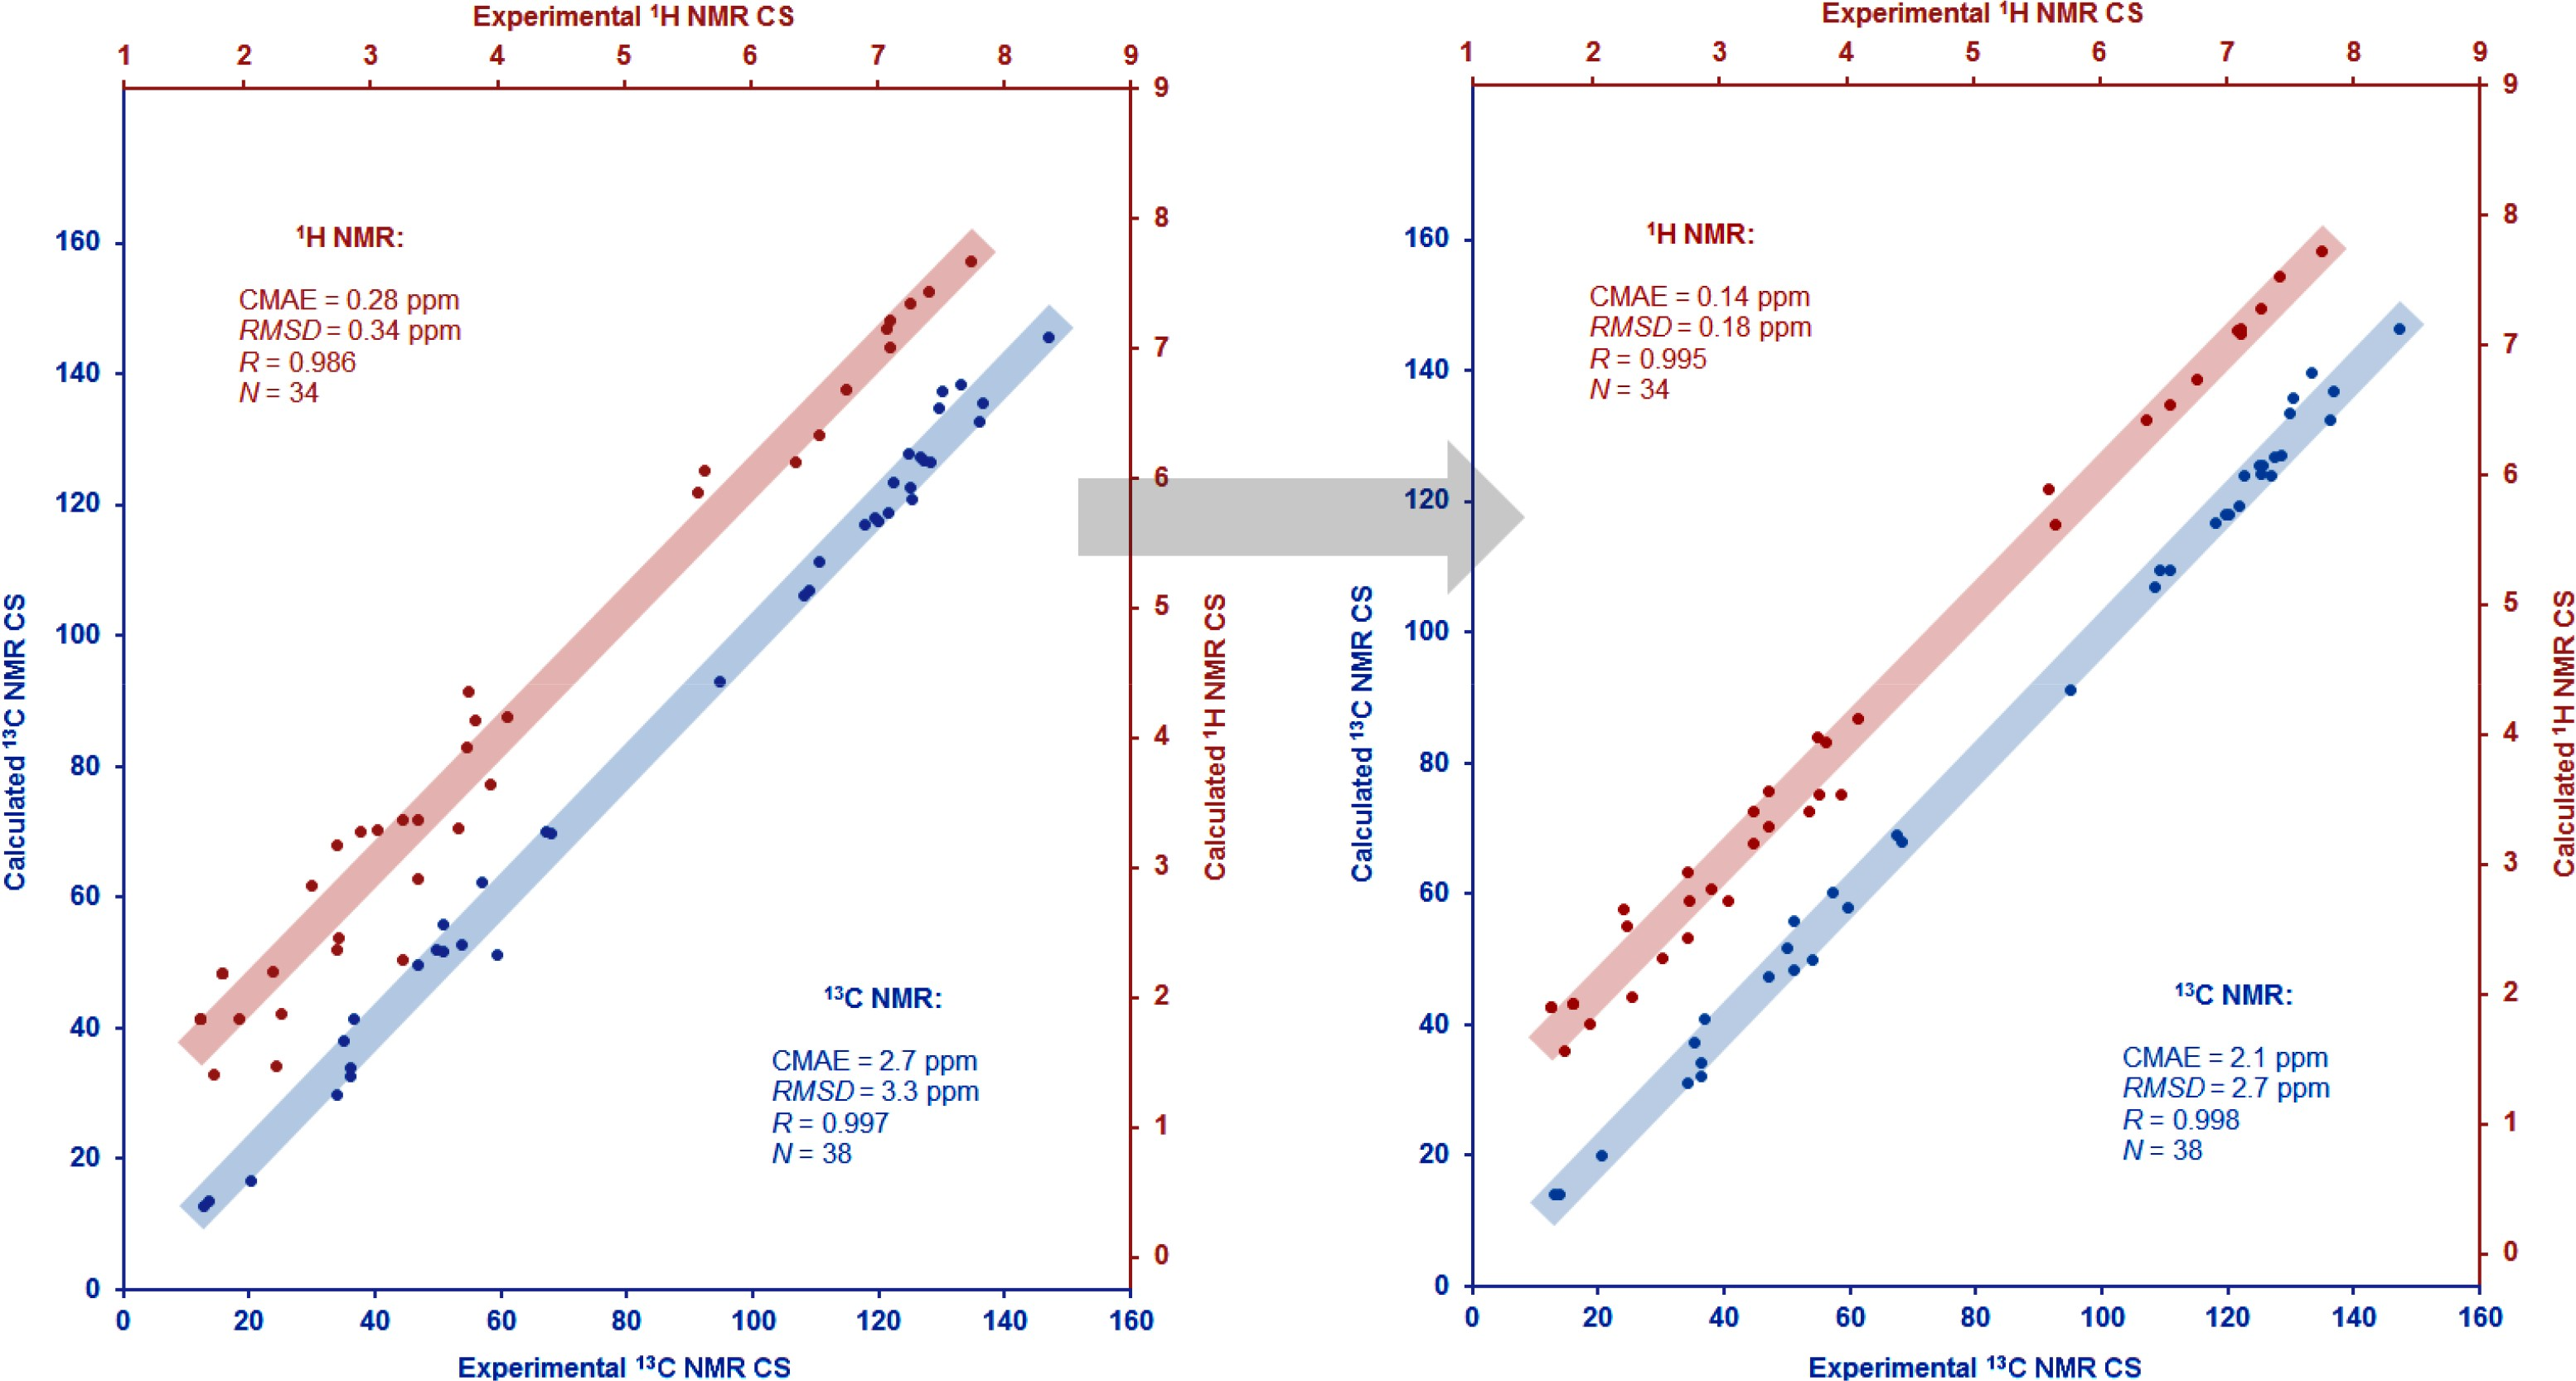 Experimental ¹H NMR CS
1 2 3 4 5 6 7 8 9
¹H NMR:
CMAE = 0.28 ppm
RMSD = 0.34 ppm
R = 0.986
N = 34
160
140
120
100
80
60
40
20
0
Calculated ¹³C NMR CS
9
8
7
6
5
4
3
2
1
0
Calculated ¹H NMR CS
¹³C NMR:
CMAE = 2.7 ppm
RMSD = 3.3 ppm
R = 0.997
N = 38
0 20 40 60 80 100 120 140 160
Experimental ¹³C NMR CS
Experimental ¹H NMR CS
1 2 3 4 5 6 7 8 9
¹H NMR:
CMAE = 0.14 ppm
RMSD = 0.18 ppm
R = 0.995
N = 34
160
140
120
100
80
60
40
20
0
Calculated ¹³C NMR CS
9
8
7
6
5
4
3
2
1
0
Calculated ¹H NMR CS
¹³C NMR:
CMAE = 2.1 ppm
RMSD = 2.7 ppm
R = 0.998
N = 38
0 20 40 60 80 100 120 140 160
Experimental ¹³C NMR CS